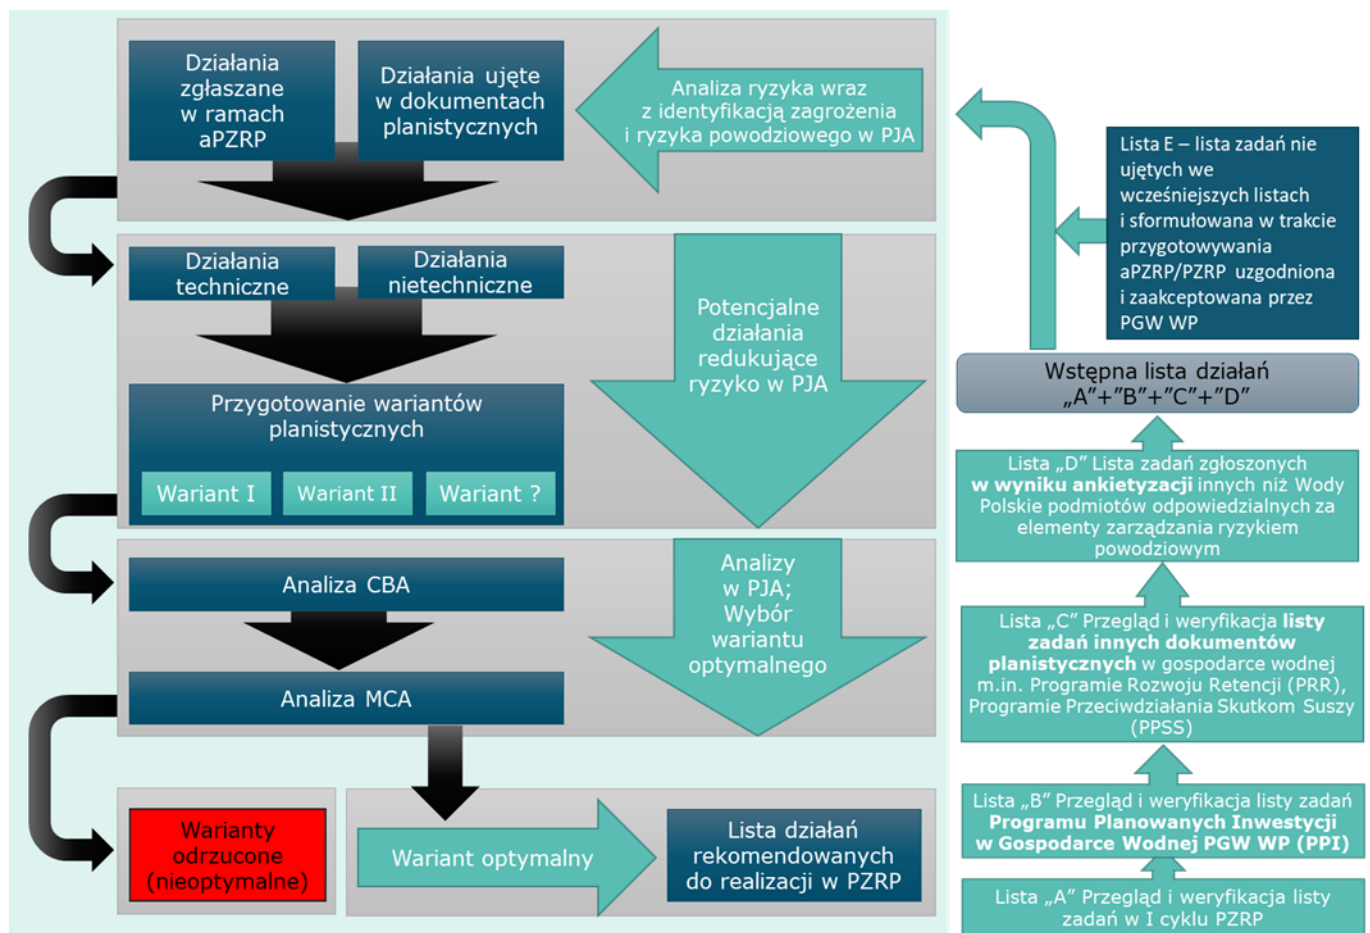 Działania
zgłaszane
w ramach
aPZRP
Działania ujęte
w dokumentach
planistycznych
Analiza ryzyka wraz
z identyfikacją zagrożenia
i ryzyka powodziowego w PJA
Działania
techniczne
Działania
nietechniczne
Potencjalne
działania
redukujące
ryzyko w PJA
Przygotowanie wariantów
planistycznych
Wariant I
Wariant II
Wariant ?
Analiza CBA
Analizy
w PJA;
Wybór
wariantu
optymalnego
Analiza MCA
Warianty
odrzucone
(nieoptymalne)
Wariant optymalny
Lista działań
rekomendowanych
do realizacji w PZRP
Lista E – lista zadań nie
ujętych we
wcześniejszych listach
i sformułowana w trakcie
przygotowywania
aPZRP/PZRP uzgodniona
i zaakceptowana przez
PGW WP
Wstępna lista działań
„A”+”B”+”C”+”D”
Lista „D” Lista zadań zgłoszonych
w wyniku ankietyzacji innych niż Wody
Polskie podmiotów odpowiedzialnych za
elementy zarządzania ryzykiem
powodziowym
Lista „C” Przegląd i weryfikacja listy
zadań innych dokumentów
planistycznych w gospodarce wodnej
m.in. Programie Rozwoju Retencji (PRR),
Programie Przeciwdziałania Skutkom Suszy
(PPSS)
Lista „B” Przegląd i weryfikacja listy zadań
Programu Planowanych Inwestycji
w Gospodarce Wodnej PGW WP (PPI)
Lista „A” Przegląd i weryfikacja listy
zadań w I cyklu PZRP